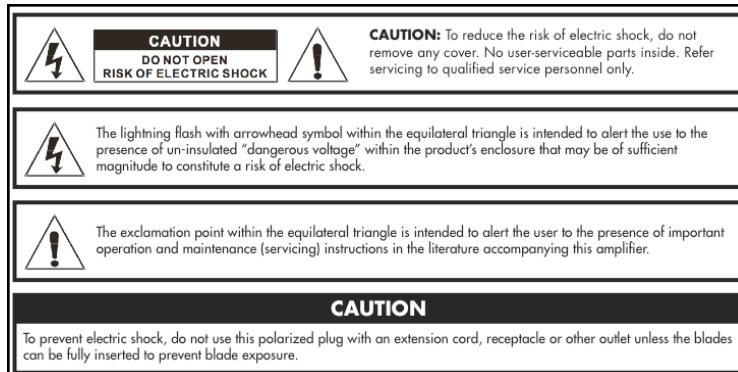 CAUTION
DO NOT OPEN
RISK OF ELECTRIC SHOCK
CAUTION: To reduce the risk of electric shock, do not
remove any cover. No user-serviceable parts inside. Refer
servicing to qualified service personnel only.
The lightning flash with arrowhead symbol within the equilateral triangle is intended to alert the use to the
presence of un-insulated “dangerous voltage” within the product’s enclosure that may be of sufficient
magnitude to constitute a risk of electric shock.
The exclamation point within the equilateral triangle is intended to alert the user to the presence of important
operation and maintenance (servicing) instructions in the literature accompanying this amplifier.
CAUTION
To prevent electric shock, do not use this polarized plug with an extension cord, receptacle or other outlet unless the blades
can be fully inserted to prevent blade exposure.